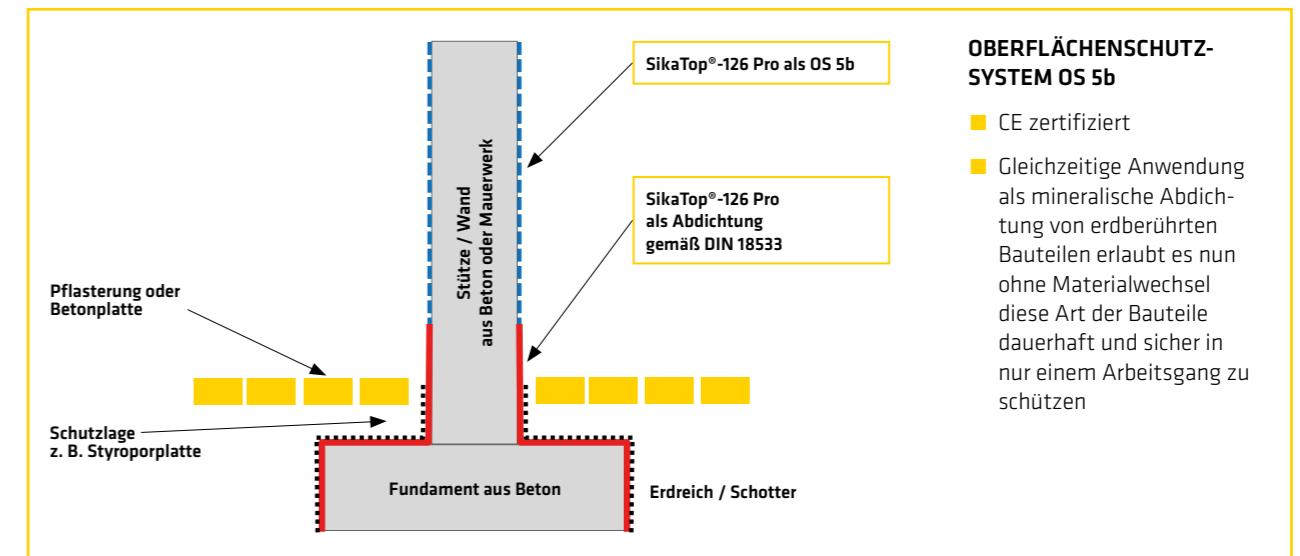 SikaTop®-126 Pro als OS 5b
SikaTop®-126 Pro
als Abdichtung
gemäß DIN 18533
Stütze / Wand
aus Beton oder Mauerwerk
Pflasterung oder
Betonplatte
Schutzlage
z. B. Styroporplatte
Fundament aus Beton
Erdreich / Schotter
OBERFLÄCHENSCHUTZ-
SYSTEM OS 5b
CE zertifiziert
Gleichzeitige Anwendung
als mineralische Abdich-
tung von erdberührten
Bauteilen erlaubt es nun
ohne Materialwechsel
diese Art der Bauteile
dauerhaft und sicher in
nur einem Arbeitsgang zu
schützen